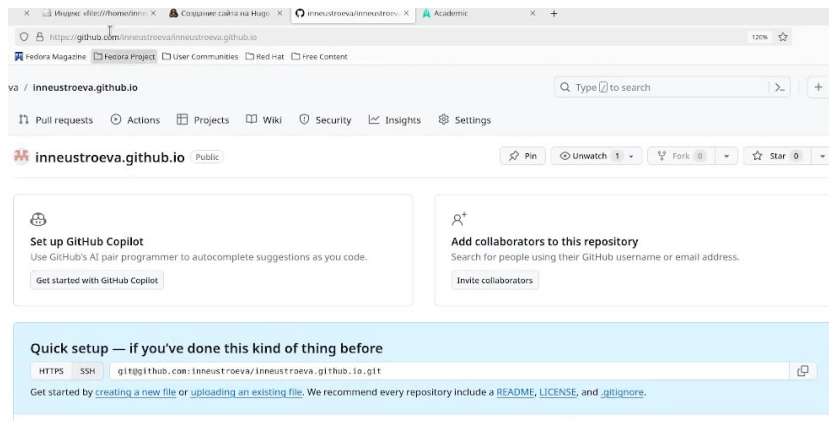 Индекс «file:///home/inne
Создание сайта на Hugo
inneustroeva/inneustroev
Academic
https://github.com/inneustroeva/inneustroeva.github.io
120%
Fedora Magazine Fedora Project User Communities Red Hat Free Content
va / inneustroeva.github.io
Type / to search
Pull requests Actions Projects Wiki Security Insights Settings
inneustroeva.github.io Public
Pin Unwatch 1 Fork 0 Star 0
Set up GitHub Copilot
Use GitHub's AI pair programmer to autocomplete suggestions as you code.
Get started with GitHub Copilot
Add collaborators to this repository
Search for people using their GitHub username or email address.
Invite collaborators
Quick setup — if you've done this kind of thing before
HTTPS SSH git@github.com:inneustroeva/inneustroeva.github.io.git
Get started by creating a new file or uploading an existing file. We recommend every repository include a README, LICENSE, and .gitignore.